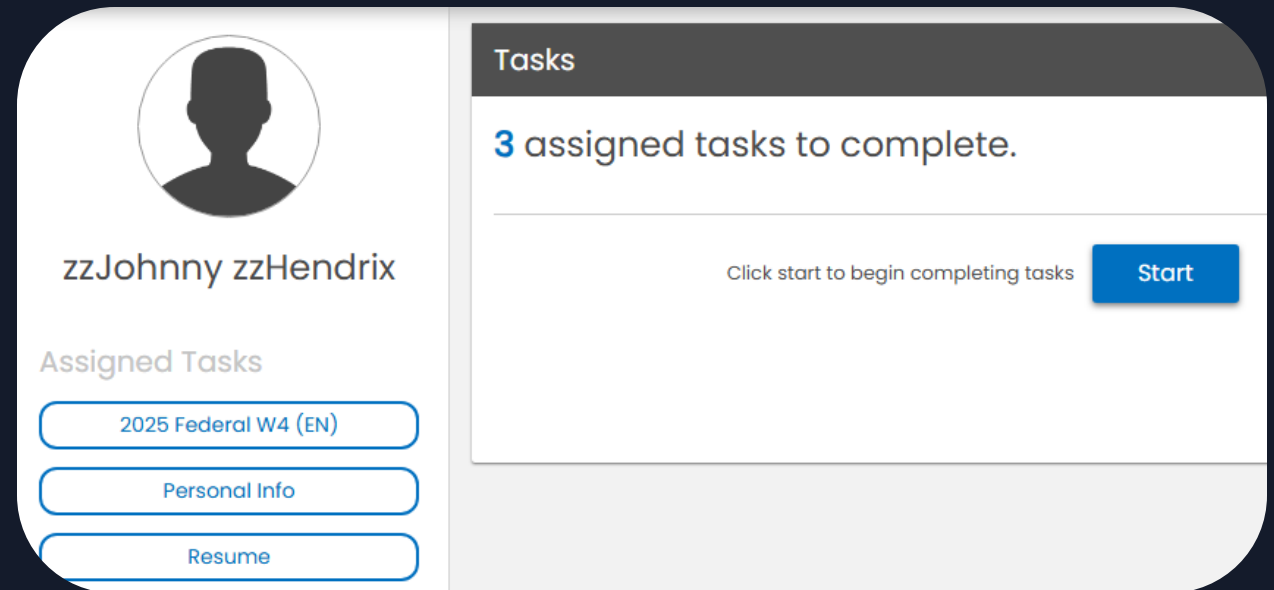 zzJohnny zzHendrix
Assigned Tasks
2025 Federal W4 (EN)
Personal Info
Resume
Tasks
3 assigned tasks to complete.
Click start to begin completing tasks
Start